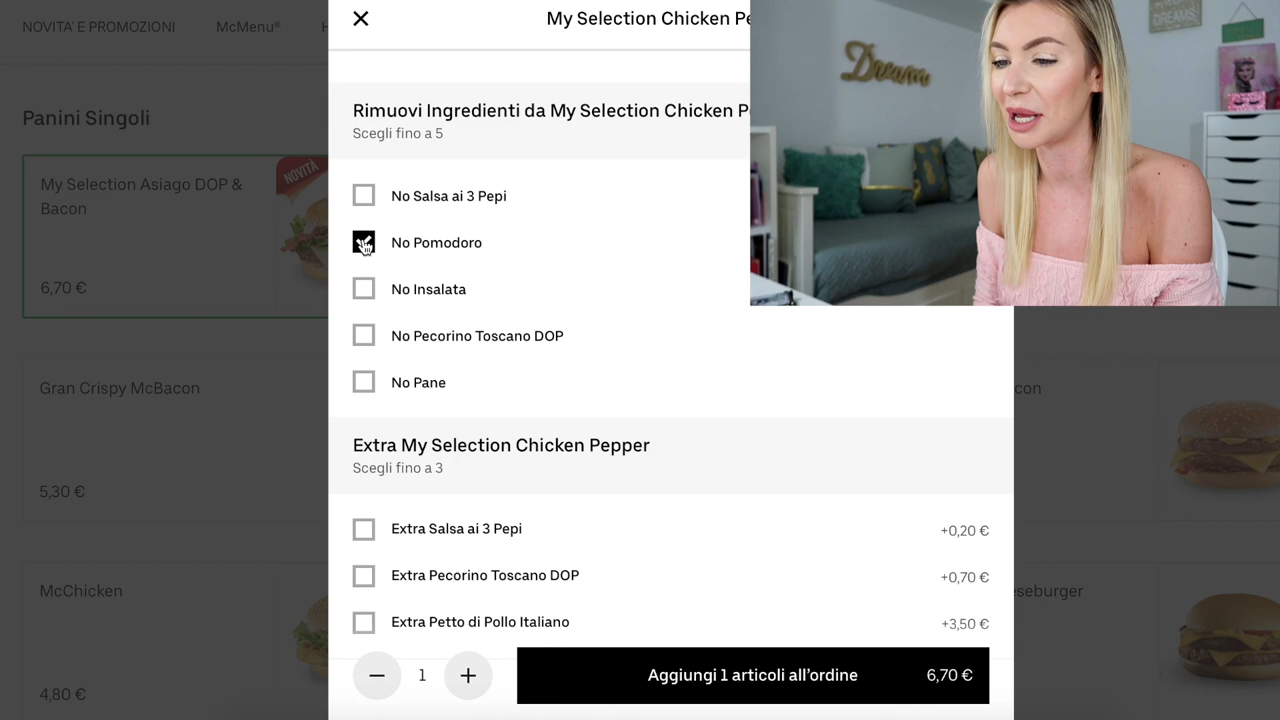 NOVITA' E PROMOZIONI
McMenu®
H
My Selection Chicken Pe
Panini Singoli
My Selection Asiago DOP &
Bacon
6,70 €
NOVITÀ
Gran Crispy McBacon
5,30 €
McChicken
4,80 €
Rimuovi Ingredienti da My Selection Chicken P
Scegli fino a 5
No Salsa ai 3 Pepi
No Pomodoro
No Insalata
No Pecorino Toscano DOP
No Pane
Extra My Selection Chicken Pepper
Scegli fino a 3
Extra Salsa ai 3 Pepi +0,20 €
Extra Pecorino Toscano DOP +0,70 €
Extra Petto di Pollo Italiano +3,50 €
1
Aggiungi 1 articoli all'ordine 6,70 €
con
eseburger
Dream
DREAMS